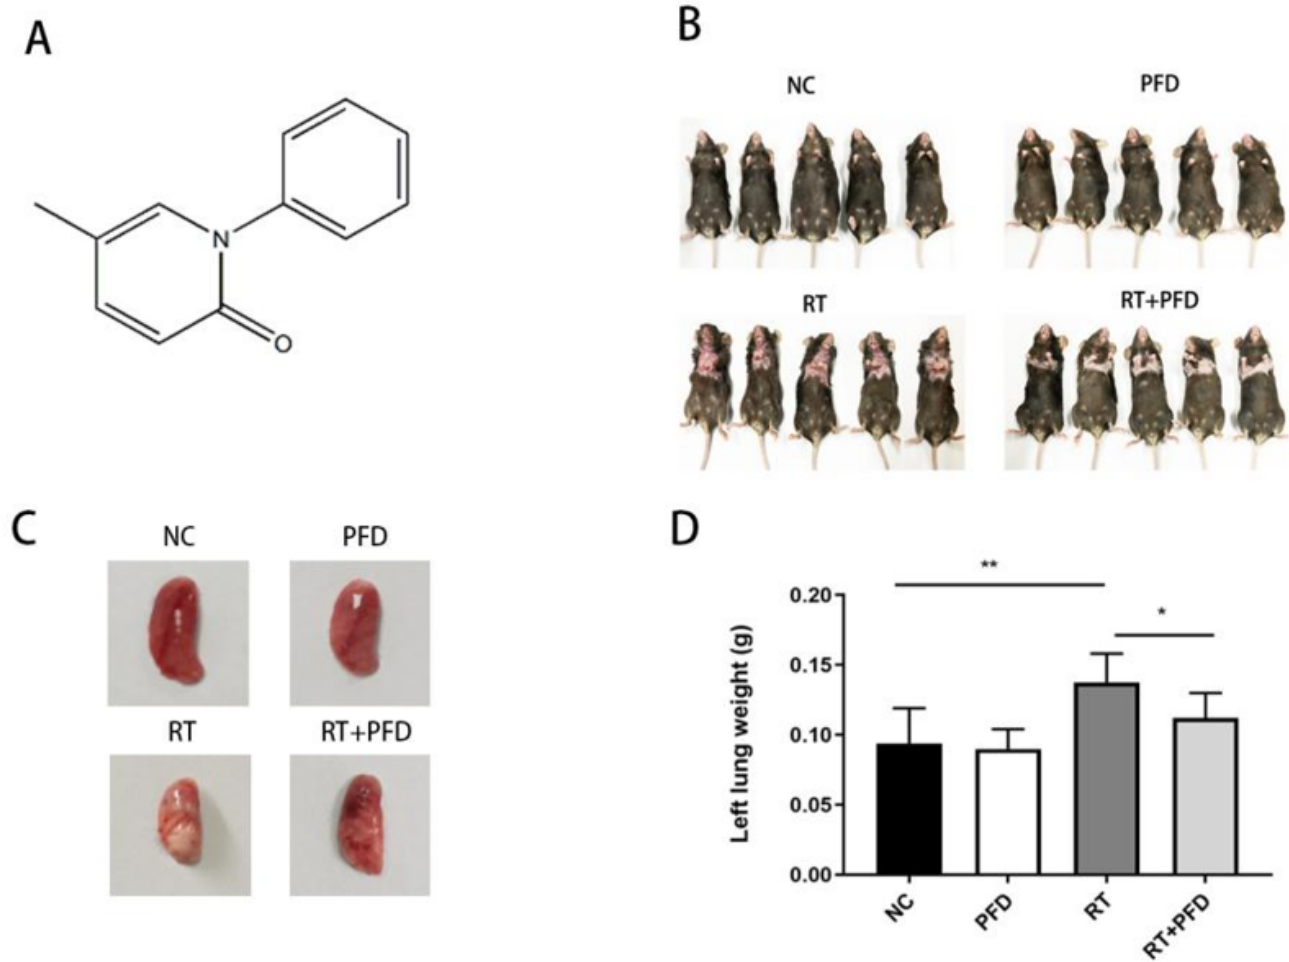 A
N
O
B
NC PFD
RT RT+PFD
C
NC PFD
RT RT+PFD
D
**
*
Left lung weight (g)
0.20
0.15
0.10
0.05
0.00
NC PFD RT RT+PFD